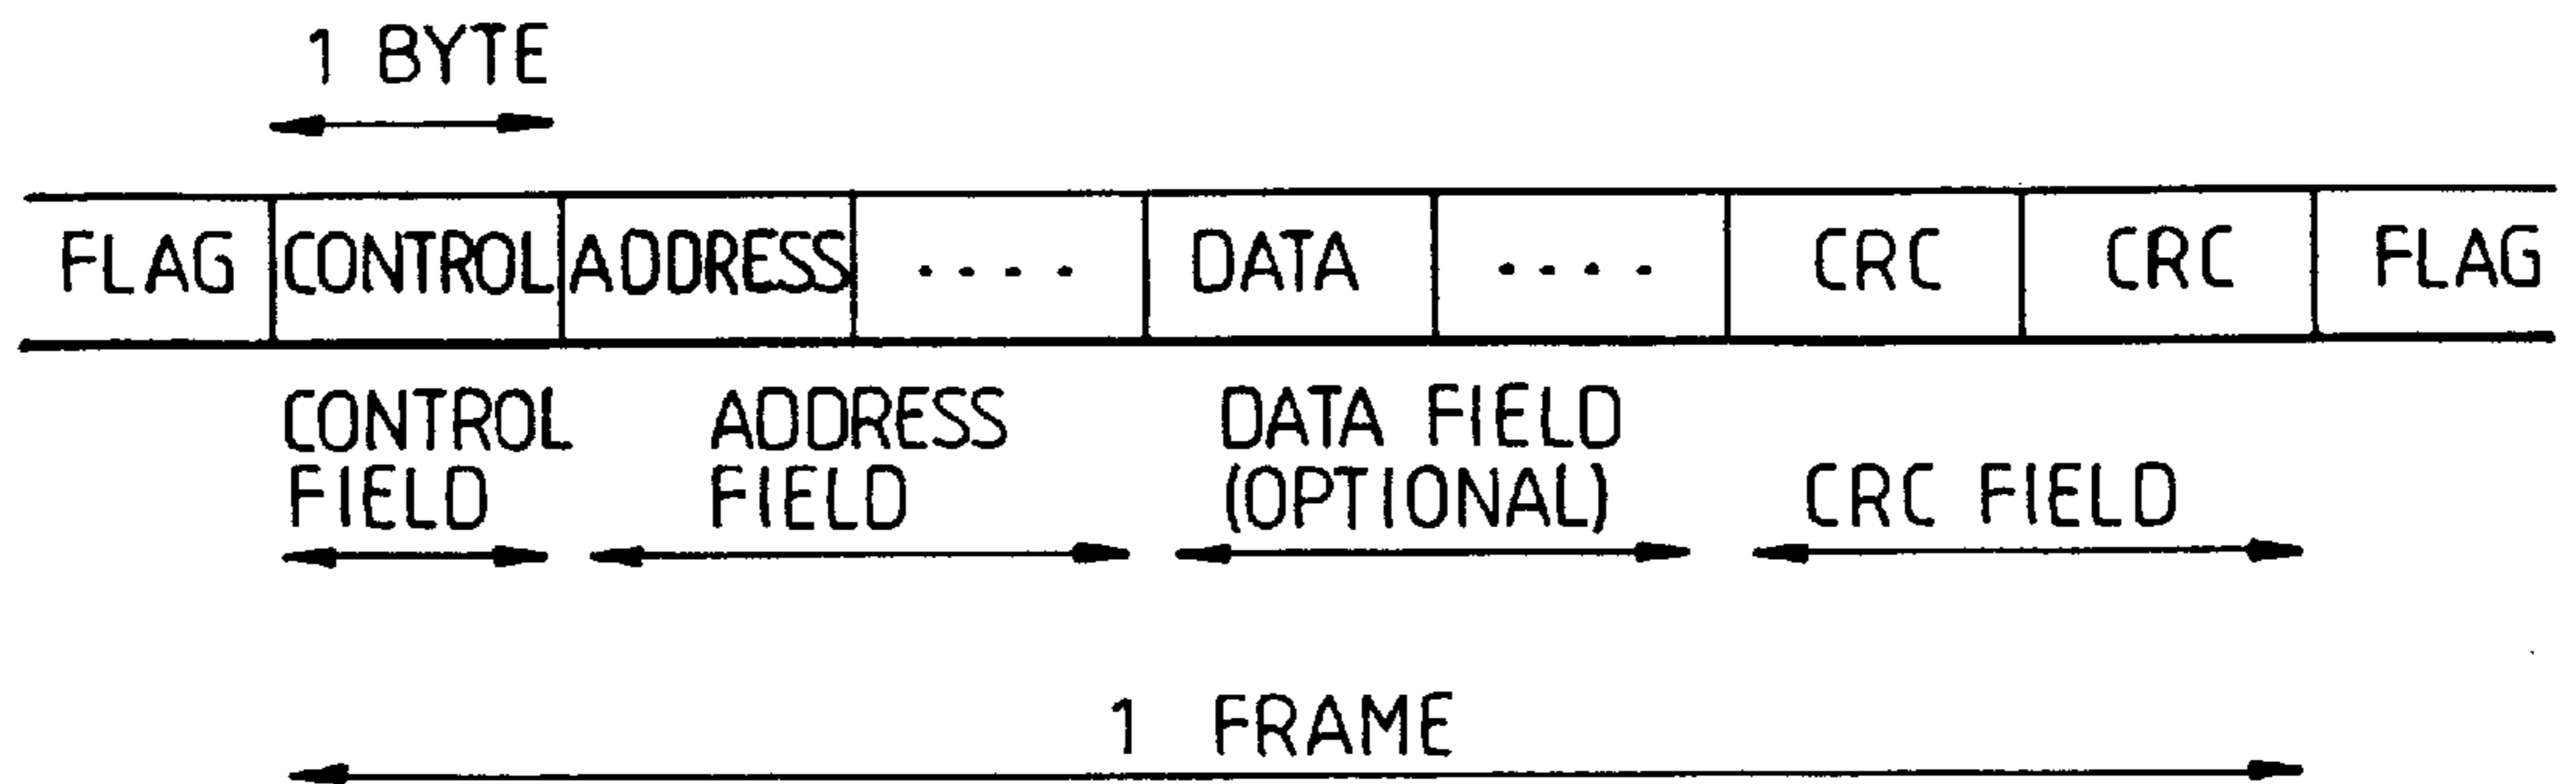 1 BYTE
FLAG CONTROL ADDRESS .... DATA .... CRC CRC FLAG
CONTROL FIELD
ADDRESS FIELD
DATA FIELD (OPTIONAL)
CRC FIELD
1 FRAME